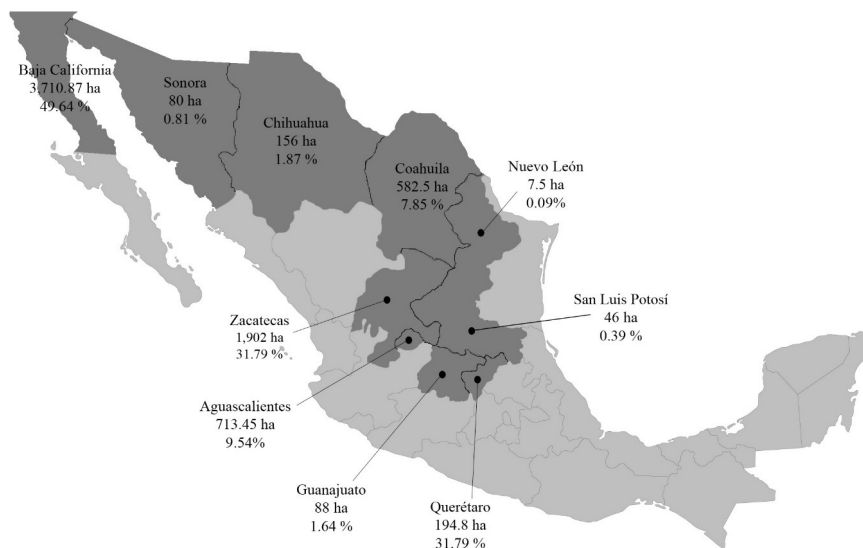 Baja California
3.710.87 ha
49.64 %
Sonora
80 ha
0.81 %
Chihuahua
156 ha
1.87 %
Coahuila
582.5 ha
7.85 %
Nuevo León
7.5 ha
0.09%
Zacatecas
1,902 ha
31.79 %
San Luis Potosí
46 ha
0.39 %
Aguascalientes
713.45 ha
9.54%
Guanajuato
88 ha
1.64 %
Querétaro
194.8 ha
31.79 %